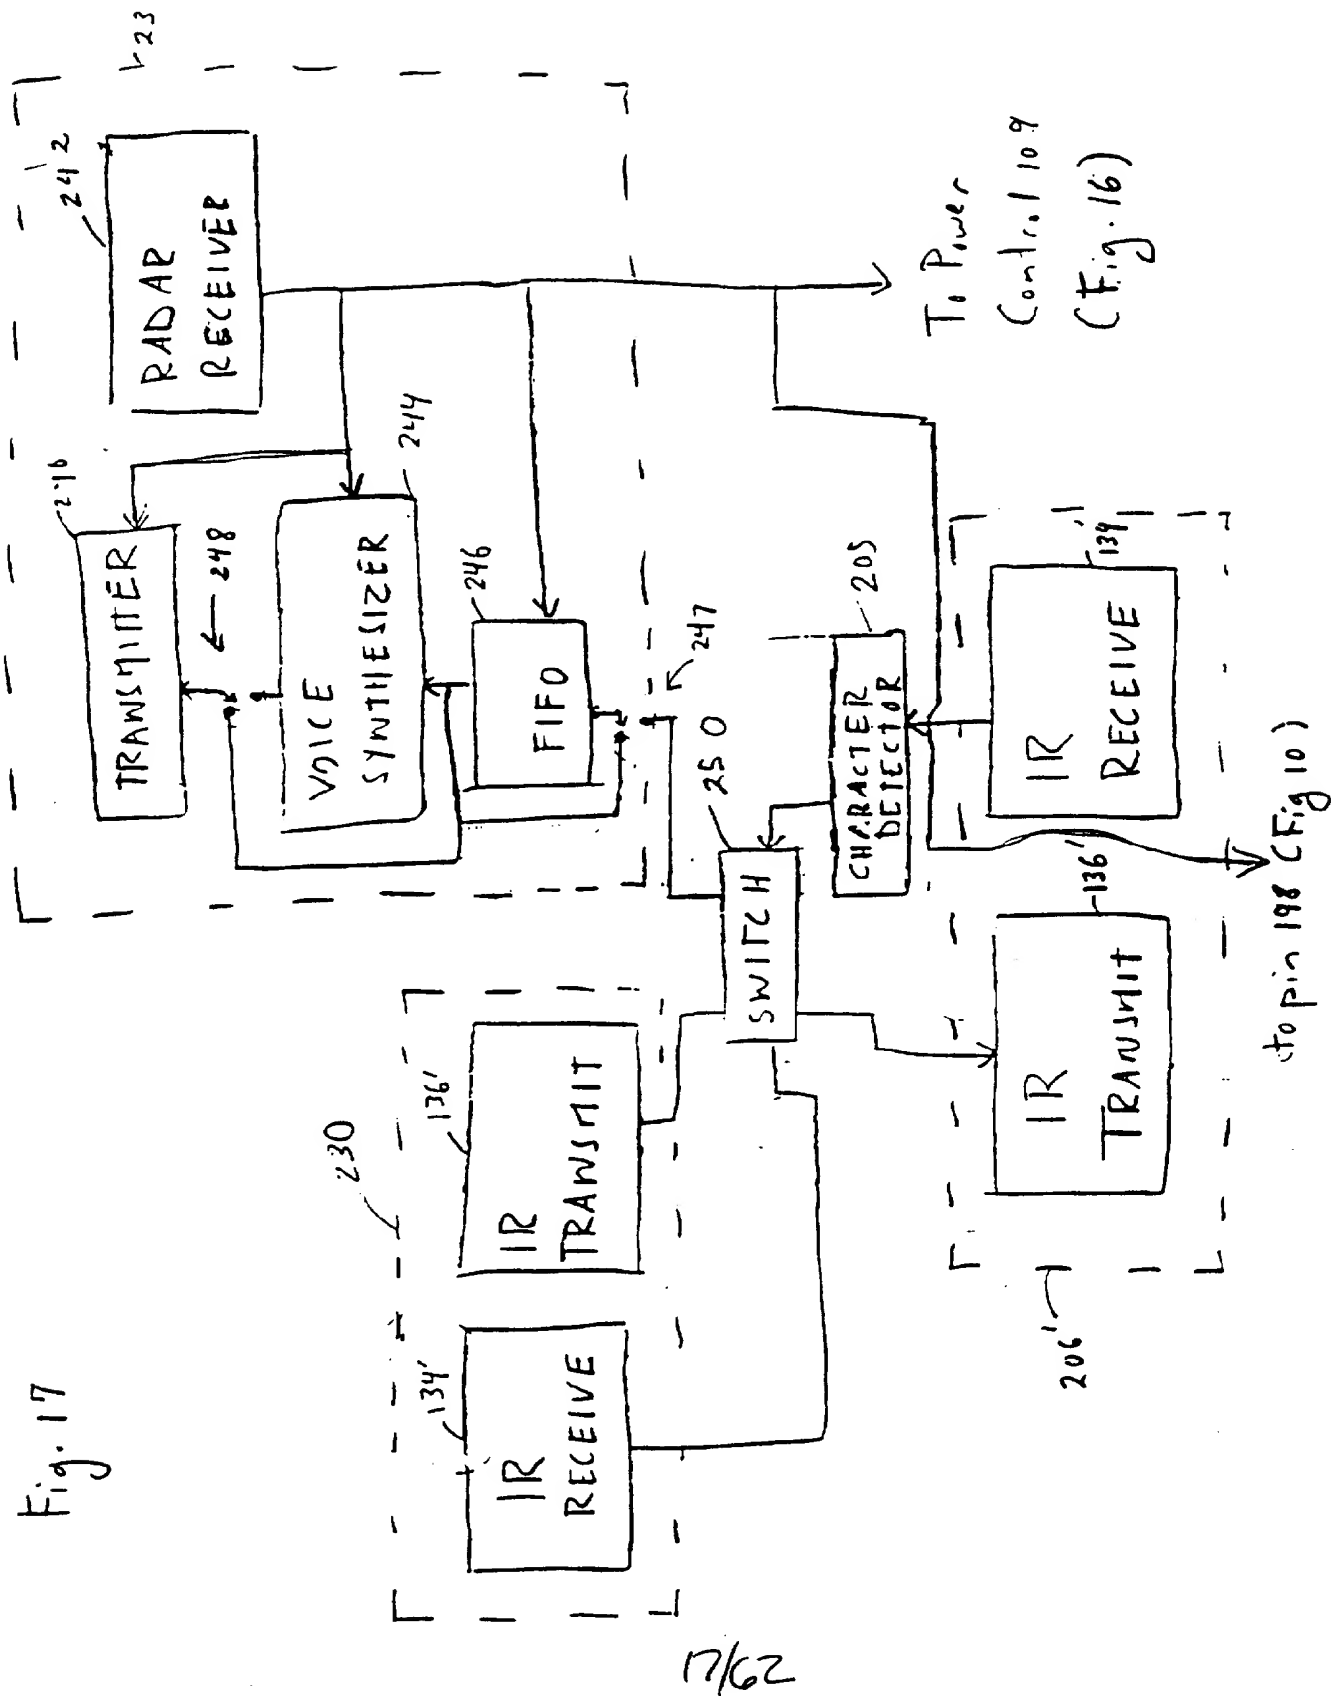 Fig. 17
23
242
RADAR
RECEIVER
TRANSMITTER
248
244
VOICE
SYNTHESIZER
246
FIFO
247
To Power
Control 109
(Fig. 16)
230
134'
IR
RECEIVE
136'
IR
TRANSMIT
250
SWITCH
205
CHARACTER
DETECTOR
206'
136'
IR
TRANSMIT
134'
IR
RECEIVE
to pin 198 (Fig 10)
17/62